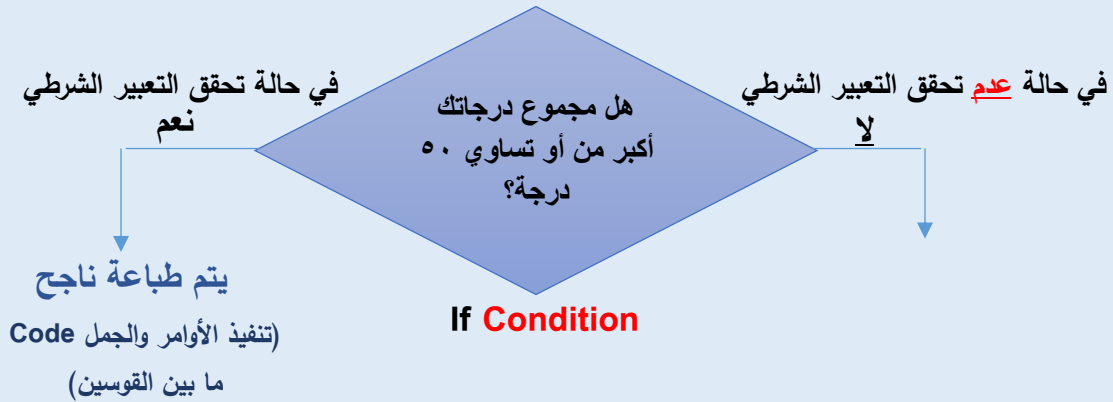 في حالة عدم تحقق التعبير الشرطي
لا
هل مجموع درجاتك
أكبر من أو تساوي ٥٠
درجة؟
في حالة تحقق التعبير الشرطي
نعم
يتم طباعة ناجح
(تنفيذ الأوامر والجمل Code
ما بين القوسين)
If Condition